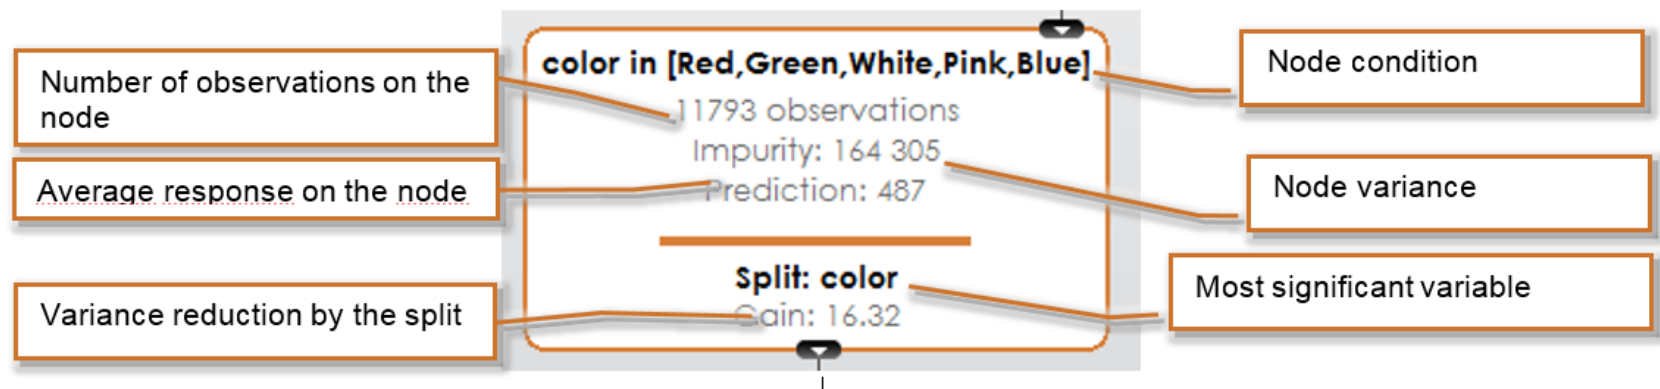 color in [Red,Green,White,Pink,Blue]
Node condition
Number of observations on the
node
11793 observations
Impurity: 164 305
Node variance
Average response on the node
Prediction: 487
Split: color
Most significant variable
Variance reduction by the split
Gain: 16.32